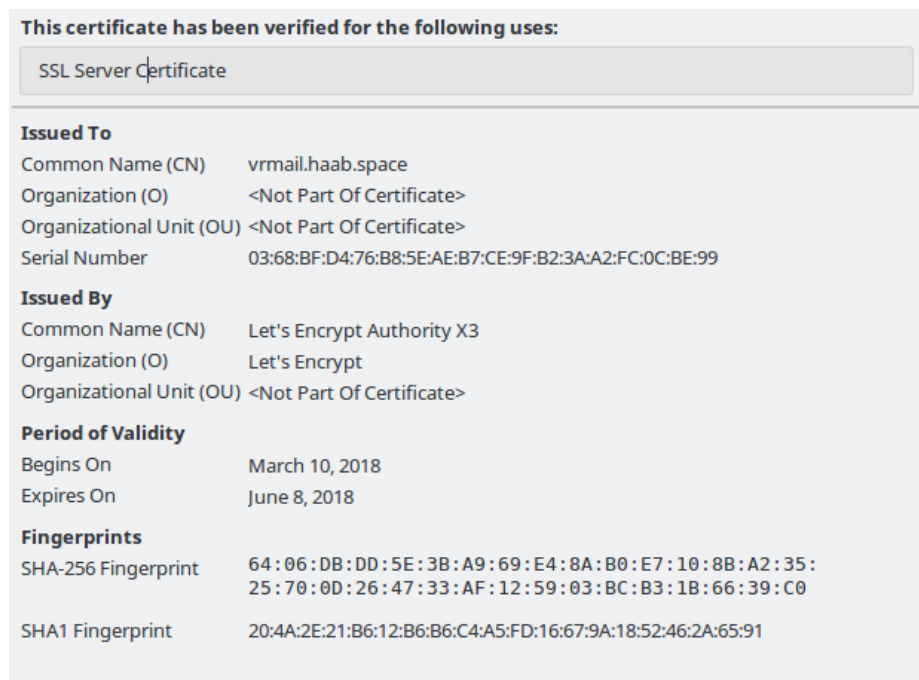 This certificate has been verified for the following uses:
SSL Server Certificate
Issued To
Common Name (CN) vrmail.haab.space
Organization (O) <Not Part Of Certificate>
Organizational Unit (OU) <Not Part Of Certificate>
Serial Number 03:68:BF:D4:76:B8:5E:AE:B7:CE:9F:B2:3A:A2:FC:0C:BE:99
Issued By
Common Name (CN) Let's Encrypt Authority X3
Organization (O) Let's Encrypt
Organizational Unit (OU) <Not Part Of Certificate>
Period of Validity
Begins On March 10, 2018
Expires On June 8, 2018
Fingerprints
SHA-256 Fingerprint 64:06:DB:DD:5E:3B:A9:69:E4:8A:B0:E7:10:8B:A2:35:
25:70:0D:26:47:33:AF:12:59:03:BC:B3:1B:66:39:C0
SHA1 Fingerprint 20:4A:2E:21:B6:12:B6:B6:C4:A5:FD:16:67:9A:18:52:46:2A:65:91